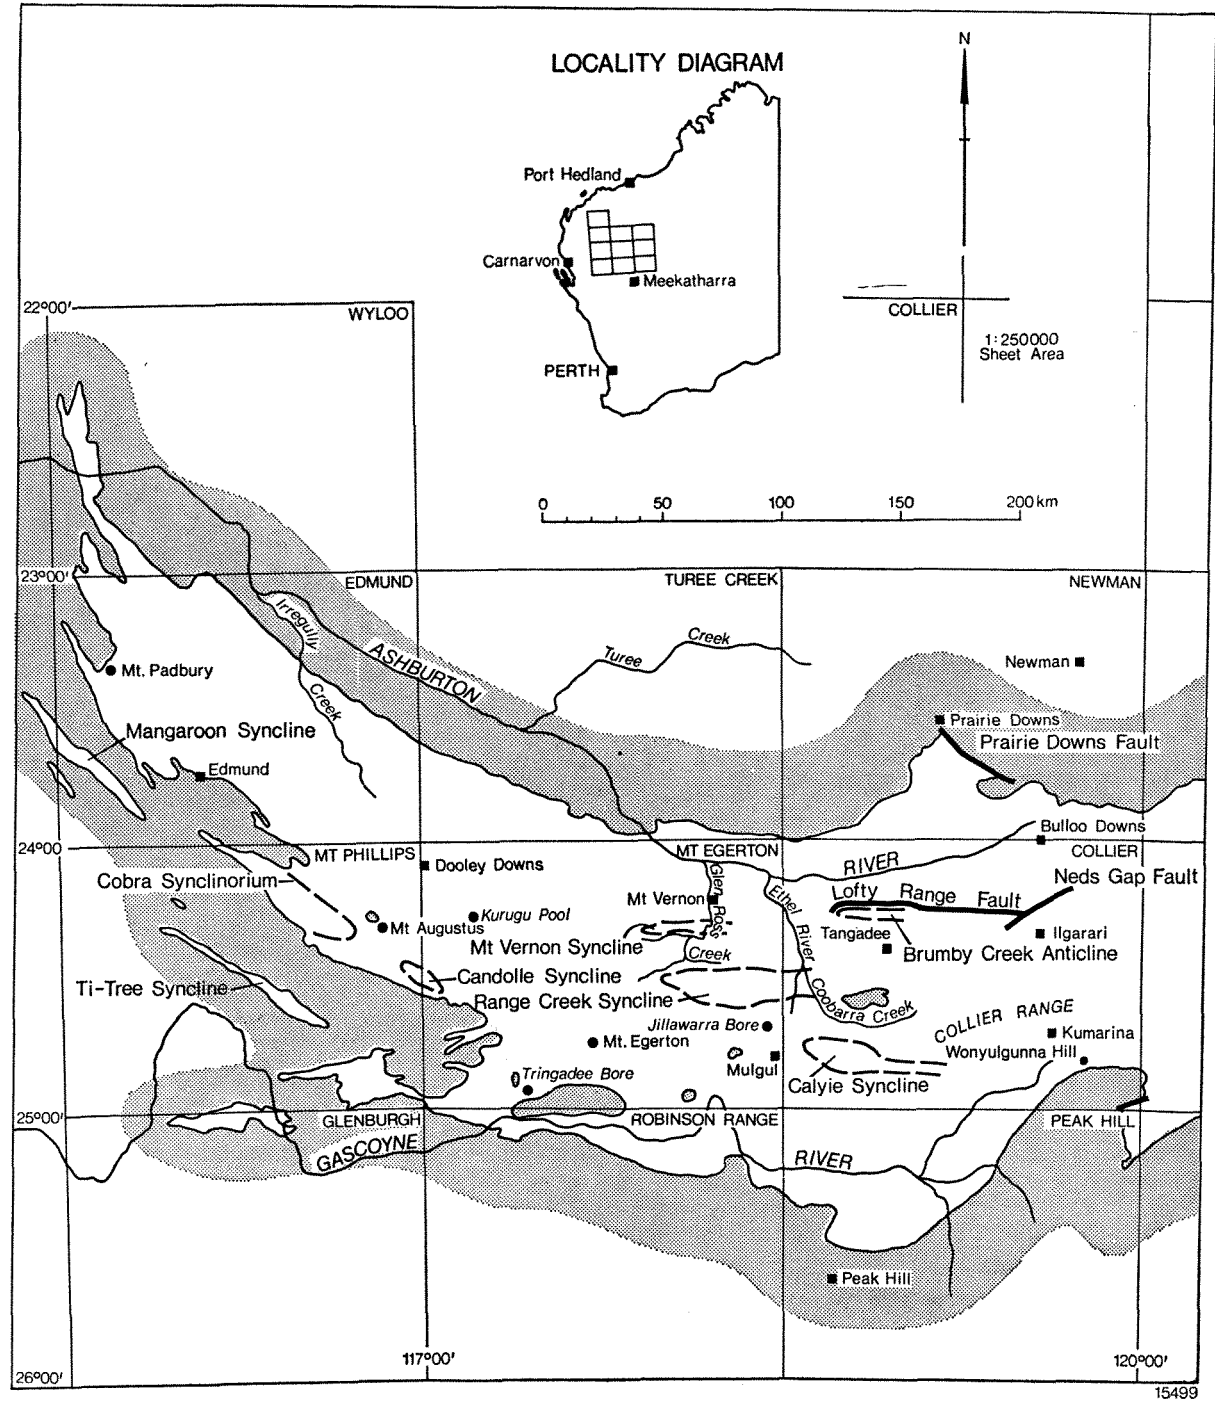 LOCALITY DIAGRAM
N
Port Hedland
Carnarvon
Meekatharra
PERTH
COLLIER
1:250000
Sheet Area
22°00'
WYLOO
0 50 100 150 200km
23°00'
EDMUND
TUREE CREEK
NEWMAN
Irregully
Creek
ASHBURTON
Turee
Creek
Newman
Mt. Padbury
Prairie Downs
Prairie Downs Fault
Mangaroon Syncline
Edmund
Bulloo Downs
24°00
MT PHILLIPS
MT EGERTON
COLLIER
RIVER
Dooley Downs
Neds Gap Fault
Cobra Synclinorium
Glen
Ross
Creek
Ethel River
Lofty Range Fault
Mt Vernon
Kurugu Pool
Mt Augustus
Tangadee
Ilgarari
Mt Vernon Syncline
Brumby Creek Anticline
Candolle Syncline
Ti-Tree Syncline
Range Creek Syncline
Coobarra Creek
COLLIER RANGE
Jillawarra Bore
Kumarina
Mt. Egerton
Wonyulgunna Hill
Mulgul
Tringadee Bore
Calyie Syncline
25°00'
GLENBURGH
ROBINSON RANGE
PEAK HILL
GASCOYNE
RIVER
Peak Hill
117°00'
120°00'
26°00'
15499